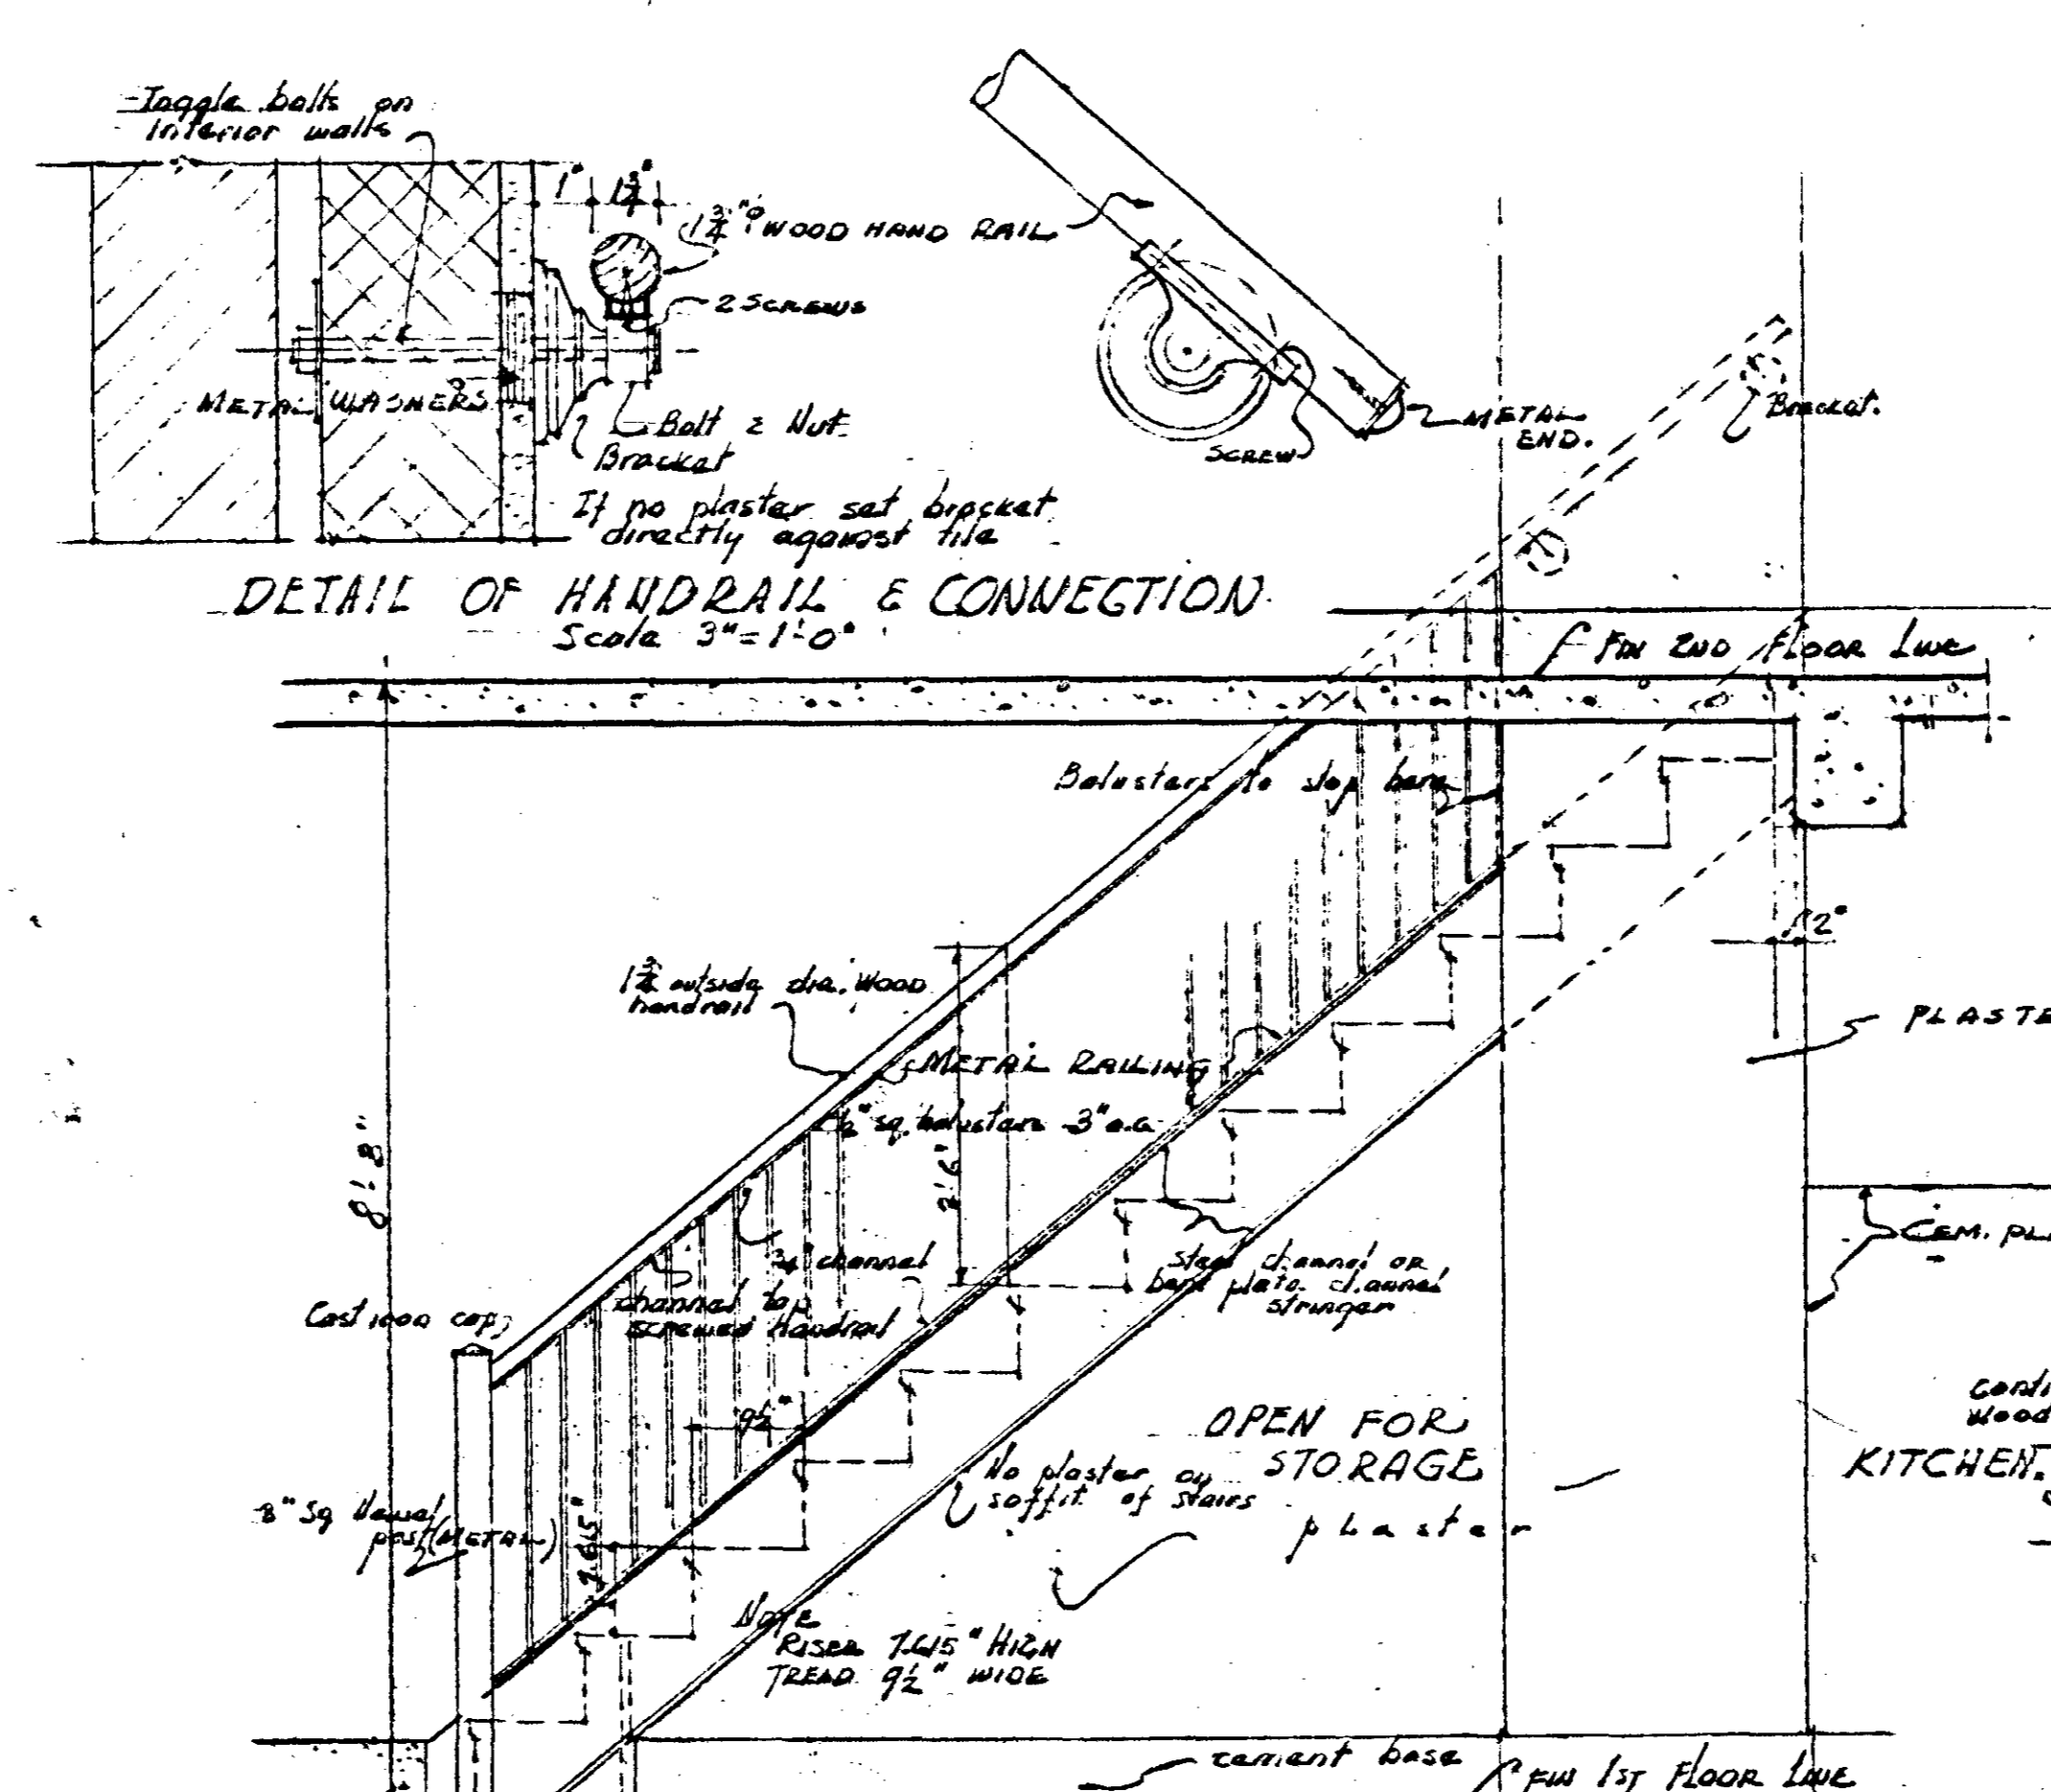 Toggle bolts on
Interior walls
1" 1¾"
1¾"ø WOOD HAND RAIL
2 SCREWS
METAL WASHERS
Bolt & Nut
Bracket
If no plaster set bracket
directly against tile
METAL
END.
SCREW
Bracket.
DETAIL OF HANDRAIL & CONNECTION
Scale 3"=1'-0"
FIN 2ND FLOOR LINE
Balusters to stop here
2"
1¾ outside dia. WOOD
handrail
PLASTE
METAL RAILING
½" sq. balusters -3" o.c.
8'-8"
2'-6"
CEM. PL
¾" channel
Steel channel or
bent plate channel
stringer
channel top
screwed Handrail
Cast iron cap
9½"
OPEN FOR
STORAGE
No plaster on
soffit of stairs
plaster
KITCHEN.
3" Sq Newel
post (METAL)
7.615"
NOTE
RISER 7.615" HIGH
TREAD 9½" WIDE
cement base
FIN 1ST FLOOR LINE